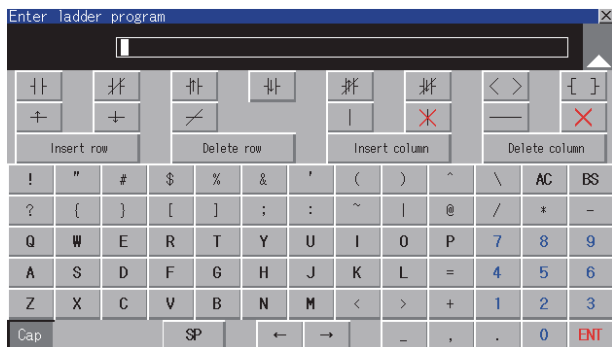 Enter ladder program
< > { }
Insert row Delete row Insert column Delete column
! " # $ % & ' ( ) ^ \ AC BS
? { } [ ] ; : ~ | @ / * -
Q W E R T Y U I O P 7 8 9
A S D F G H J K L = 4 5 6
Z X C V B N M < > + 1 2 3
Cap SP ← → _ , . 0 ENT